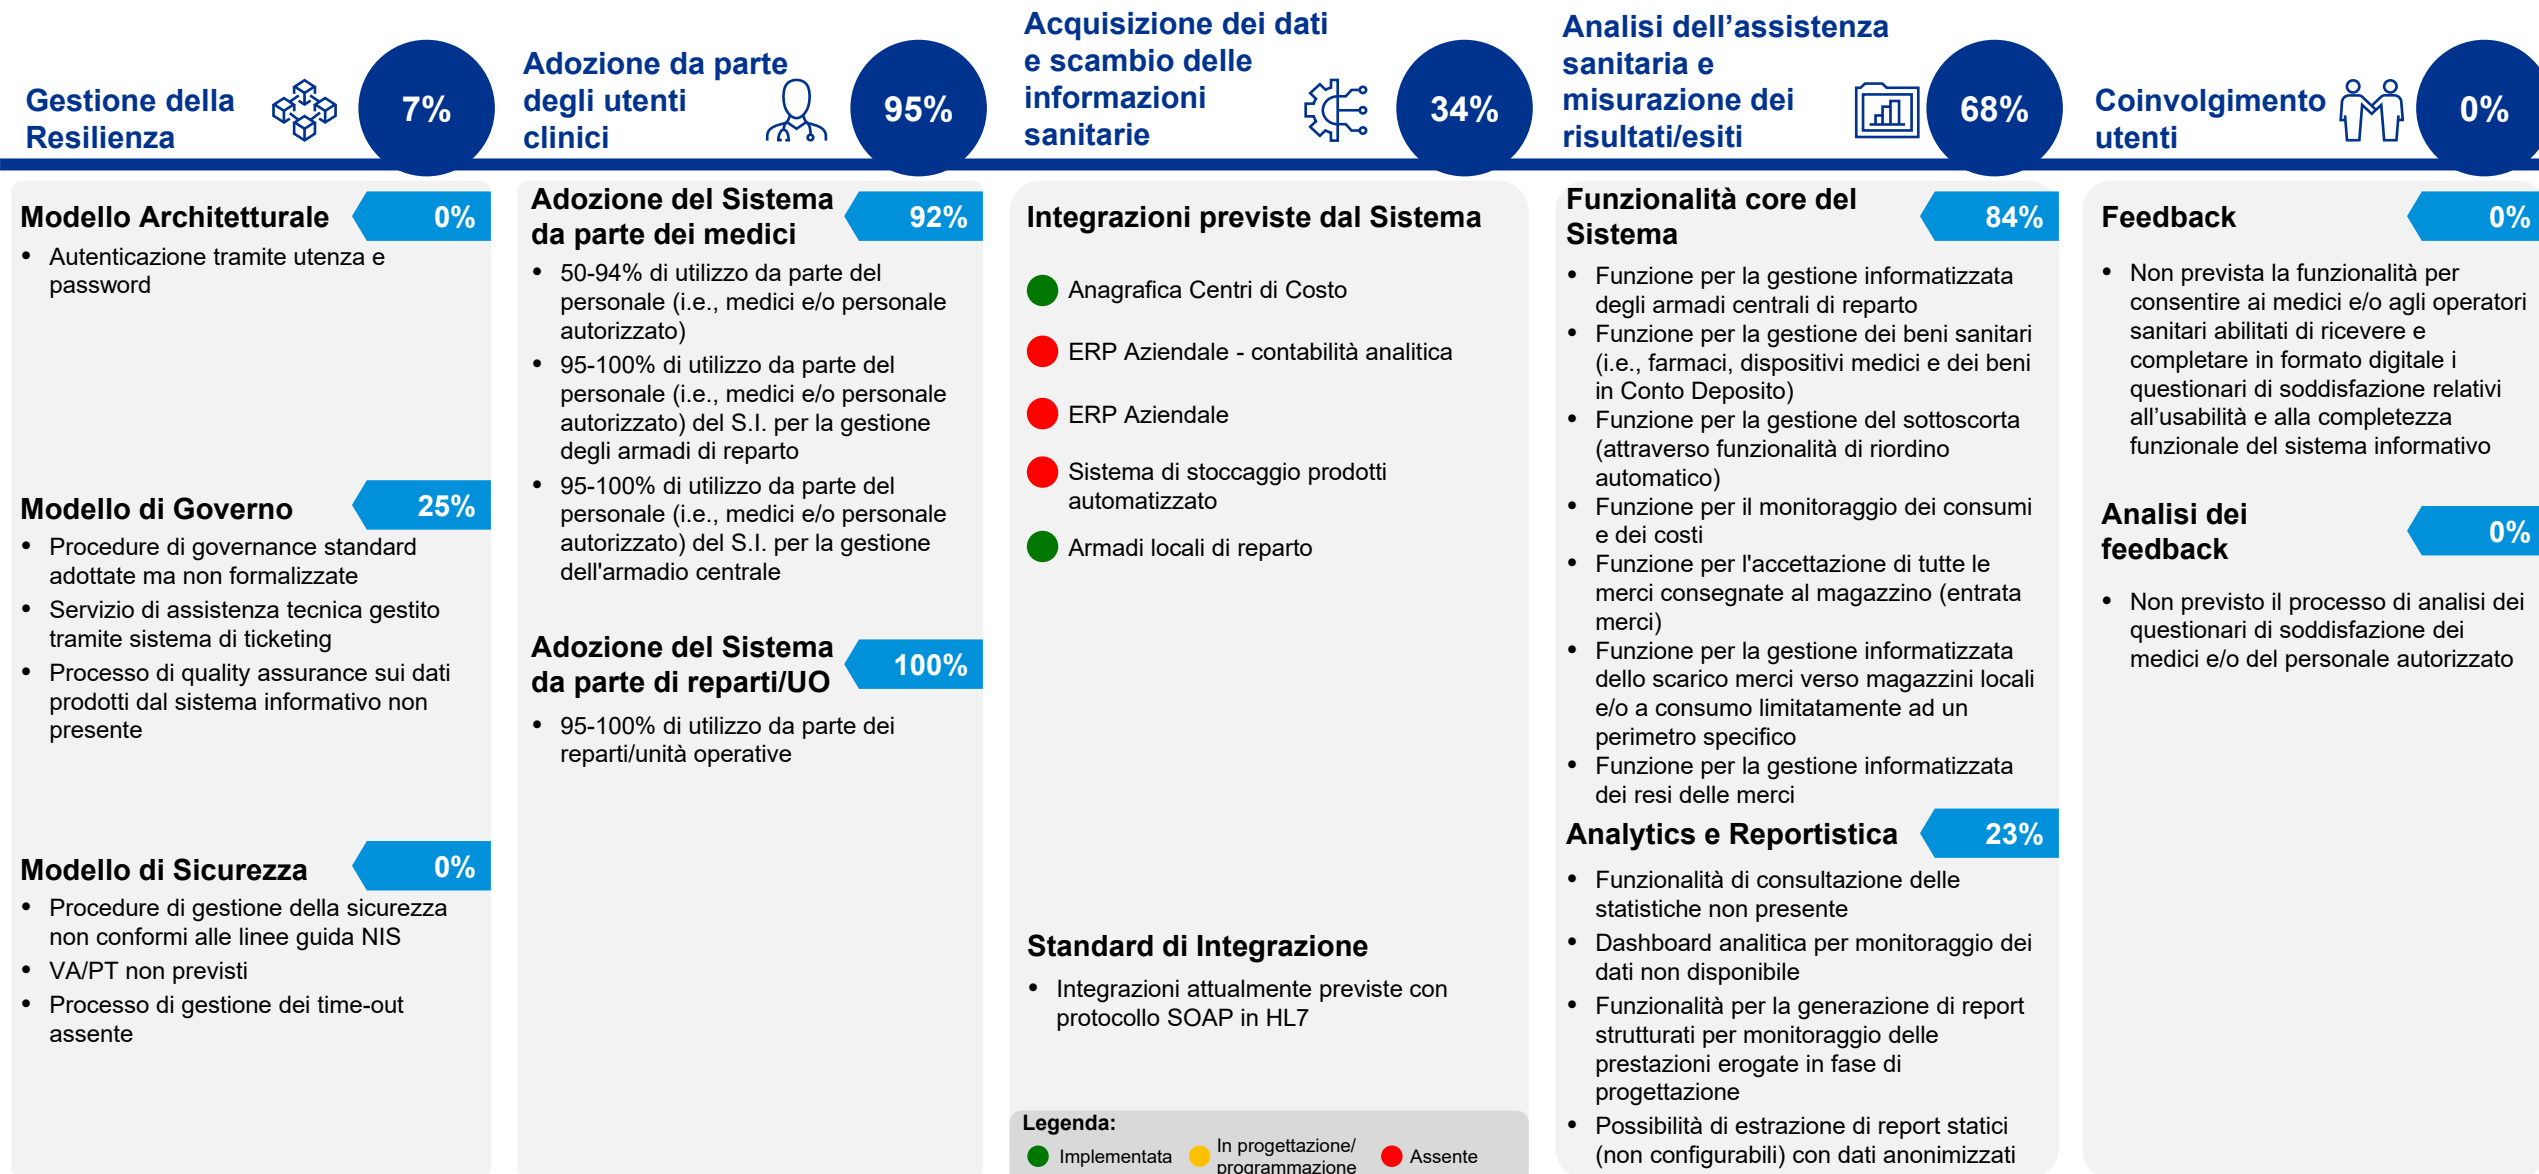 Gestione della
Resilienza
7%
Adozione da parte
degli utenti
clinici
95%
Acquisizione dei dati
e scambio delle
informazioni
sanitarie
34%
Analisi dell’assistenza
sanitaria e
misurazione dei
risultati/esiti
68%
Coinvolgimento
utenti
0%
Modello Architetturale
0%
• Autenticazione tramite utenza e
password
Modello di Governo
25%
• Procedure di governance standard
adottate ma non formalizzate
• Servizio di assistenza tecnica gestito
tramite sistema di ticketing
• Processo di quality assurance sui dati
prodotti dal sistema informativo non
presente
Modello di Sicurezza
0%
• Procedure di gestione della sicurezza
non conformi alle linee guida NIS
• VA/PT non previsti
• Processo di gestione dei time-out
assente
Adozione del Sistema
da parte dei medici
92%
• 50-94% di utilizzo da parte del
personale (i.e., medici e/o personale
autorizzato)
• 95-100% di utilizzo da parte del
personale (i.e., medici e/o personale
autorizzato) del S.I. per la gestione
degli armadi di reparto
• 95-100% di utilizzo da parte del
personale (i.e., medici e/o personale
autorizzato) del S.I. per la gestione
dell'armadio centrale
Adozione del Sistema
da parte di reparti/UO
100%
• 95-100% di utilizzo da parte dei
reparti/unità operative
Integrazioni previste dal Sistema
Anagrafica Centri di Costo
ERP Aziendale - contabilità analitica
ERP Aziendale
Sistema di stoccaggio prodotti
automatizzato
Armadi locali di reparto
Standard di Integrazione
• Integrazioni attualmente previste con
protocollo SOAP in HL7
Legenda:
Implementata
In progettazione/
programmazione
Assente
Funzionalità core del
Sistema
84%
• Funzione per la gestione informatizzata
degli armadi centrali di reparto
• Funzione per la gestione dei beni sanitari
(i.e., farmaci, dispositivi medici e dei beni
in Conto Deposito)
• Funzione per la gestione del sottoscorta
(attraverso funzionalità di riordino
automatico)
• Funzione per il monitoraggio dei consumi
e dei costi
• Funzione per l'accettazione di tutte le
merci consegnate al magazzino (entrata
merci)
• Funzione per la gestione informatizzata
dello scarico merci verso magazzini locali
e/o a consumo limitatamente ad un
perimetro specifico
• Funzione per la gestione informatizzata
dei resi delle merci
Analytics e Reportistica
23%
• Funzionalità di consultazione delle
statistiche non presente
• Dashboard analitica per monitoraggio dei
dati non disponibile
• Funzionalità per la generazione di report
strutturati per monitoraggio delle
prestazioni erogate in fase di
progettazione
• Possibilità di estrazione di report statici
(non configurabili) con dati anonimizzati
Feedback
0%
• Non prevista la funzionalità per
consentire ai medici e/o agli operatori
sanitari abilitati di ricevere e
completare in formato digitale i
questionari di soddisfazione relativi
all’usabilità e alla completezza
funzionale del sistema informativo
Analisi dei
feedback
0%
• Non previsto il processo di analisi dei
questionari di soddisfazione dei
medici e/o del personale autorizzato